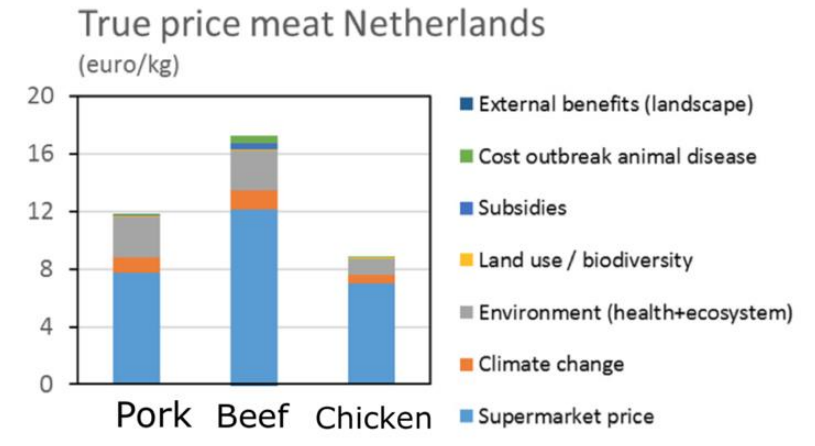 True price meat Netherlands
(euro/kg)
20
16
12
8
4
0
Pork Beef Chicken
External benefits (landscape)
Cost outbreak animal disease
Subsidies
Land use / biodiversity
Environment (health+ecosystem)
Climate change
Supermarket price